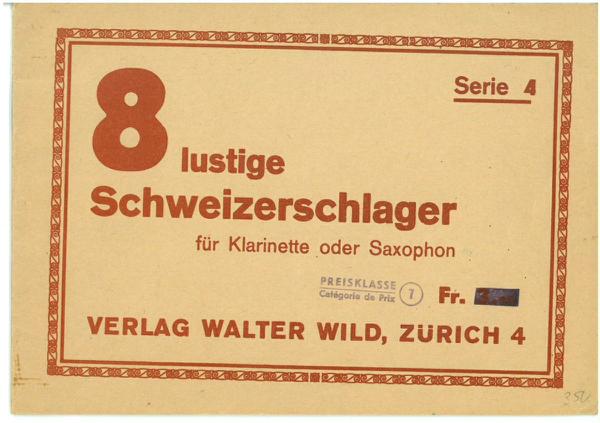 Serie 4
8 lustige
Schweizerschlager
für Klarinette oder Saxophon
PREISKLASSE
Catégorie de Prix 7
Fr.
VERLAG WALTER WILD, ZÜRICH 4